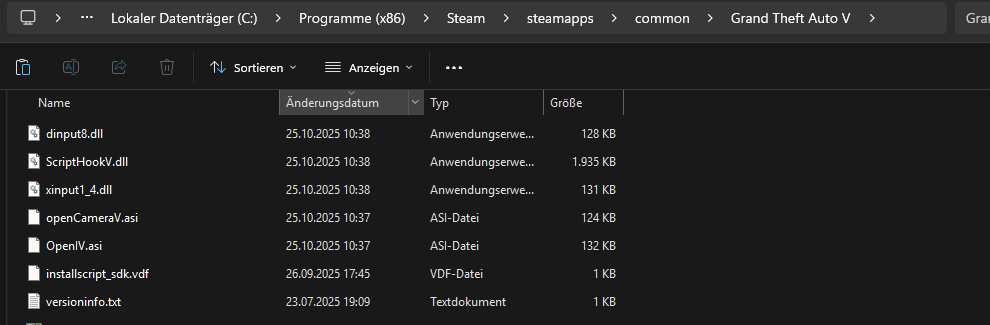 Lokaler Datenträger (C:) Programme (x86) Steam steamapps common Grand Theft Auto V Gra
Sortieren Anzeigen
Name Änderungsdatum Typ Größe
dinput8.dll 25.10.2025 10:38 Anwendungserwe... 128 KB
ScriptHookV.dll 25.10.2025 10:38 Anwendungserwe... 1.935 KB
xinput1_4.dll 25.10.2025 10:38 Anwendungserwe... 131 KB
openCameraV.asi 25.10.2025 10:37 ASI-Datei 124 KB
OpenIV.asi 25.10.2025 10:37 ASI-Datei 132 KB
installscript_sdk.vdf 26.09.2025 17:45 VDF-Datei 1 KB
versioninfo.txt 23.07.2025 19:09 Textdokument 1 KB